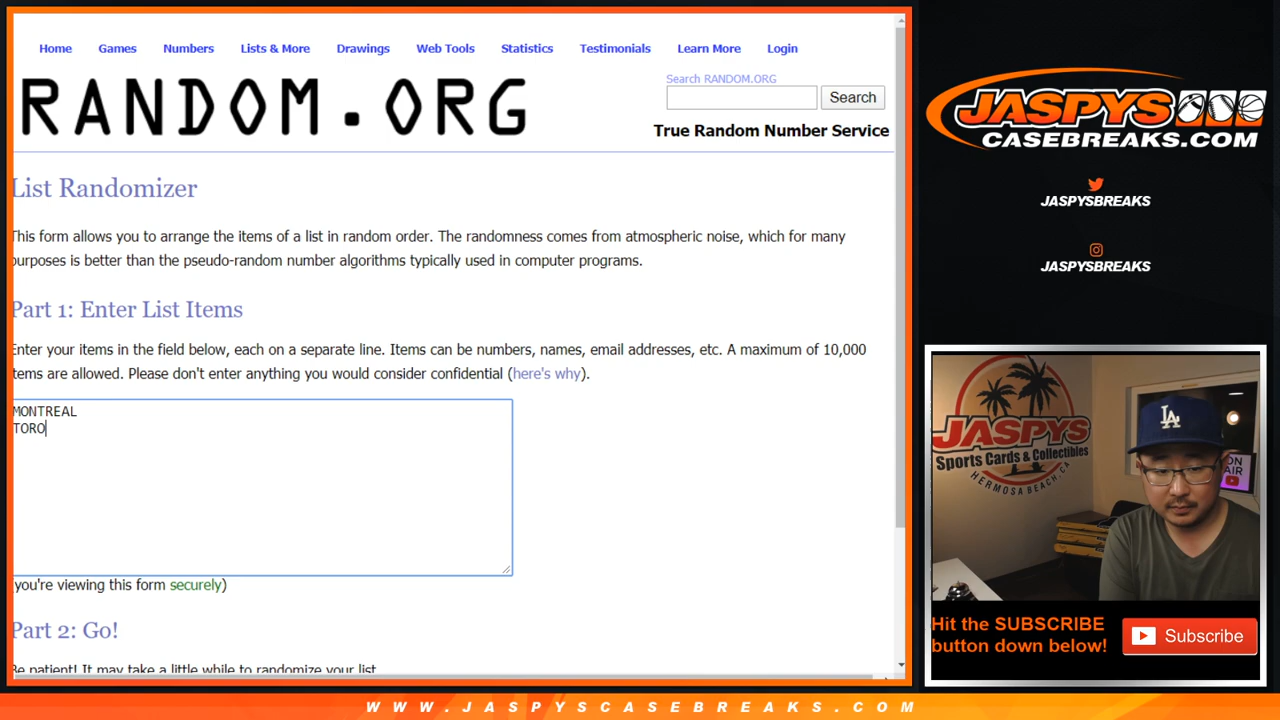 Home Games Numbers Lists & More Drawings Web Tools Statistics Testimonials Learn More Login
RANDOM.ORG
Search RANDOM.ORG
Search
True Random Number Service
List Randomizer
This form allows you to arrange the items of a list in random order. The randomness comes from atmospheric noise, which for many
purposes is better than the pseudo-random number algorithms typically used in computer programs.
Part 1: Enter List Items
Enter your items in the field below, each on a separate line. Items can be numbers, names, email addresses, etc. A maximum of 10,000
items are allowed. Please don't enter anything you would consider confidential (here's why).
MONTREAL
TORO
(you're viewing this form securely)
Part 2: Go!
Be patient! It may take a little while to randomize your list.
JASPYS
CASEBREAKS.COM
JASPYSBREAKS
JASPYSBREAKS
JASPYS
Sports Cards & Collectibles
HERMOSA BEACH, CA
LA
ON
AIR
Hit the SUBSCRIBE
button down below!
Subscribe
WWW.JASPYSCASEBREAKS.COM